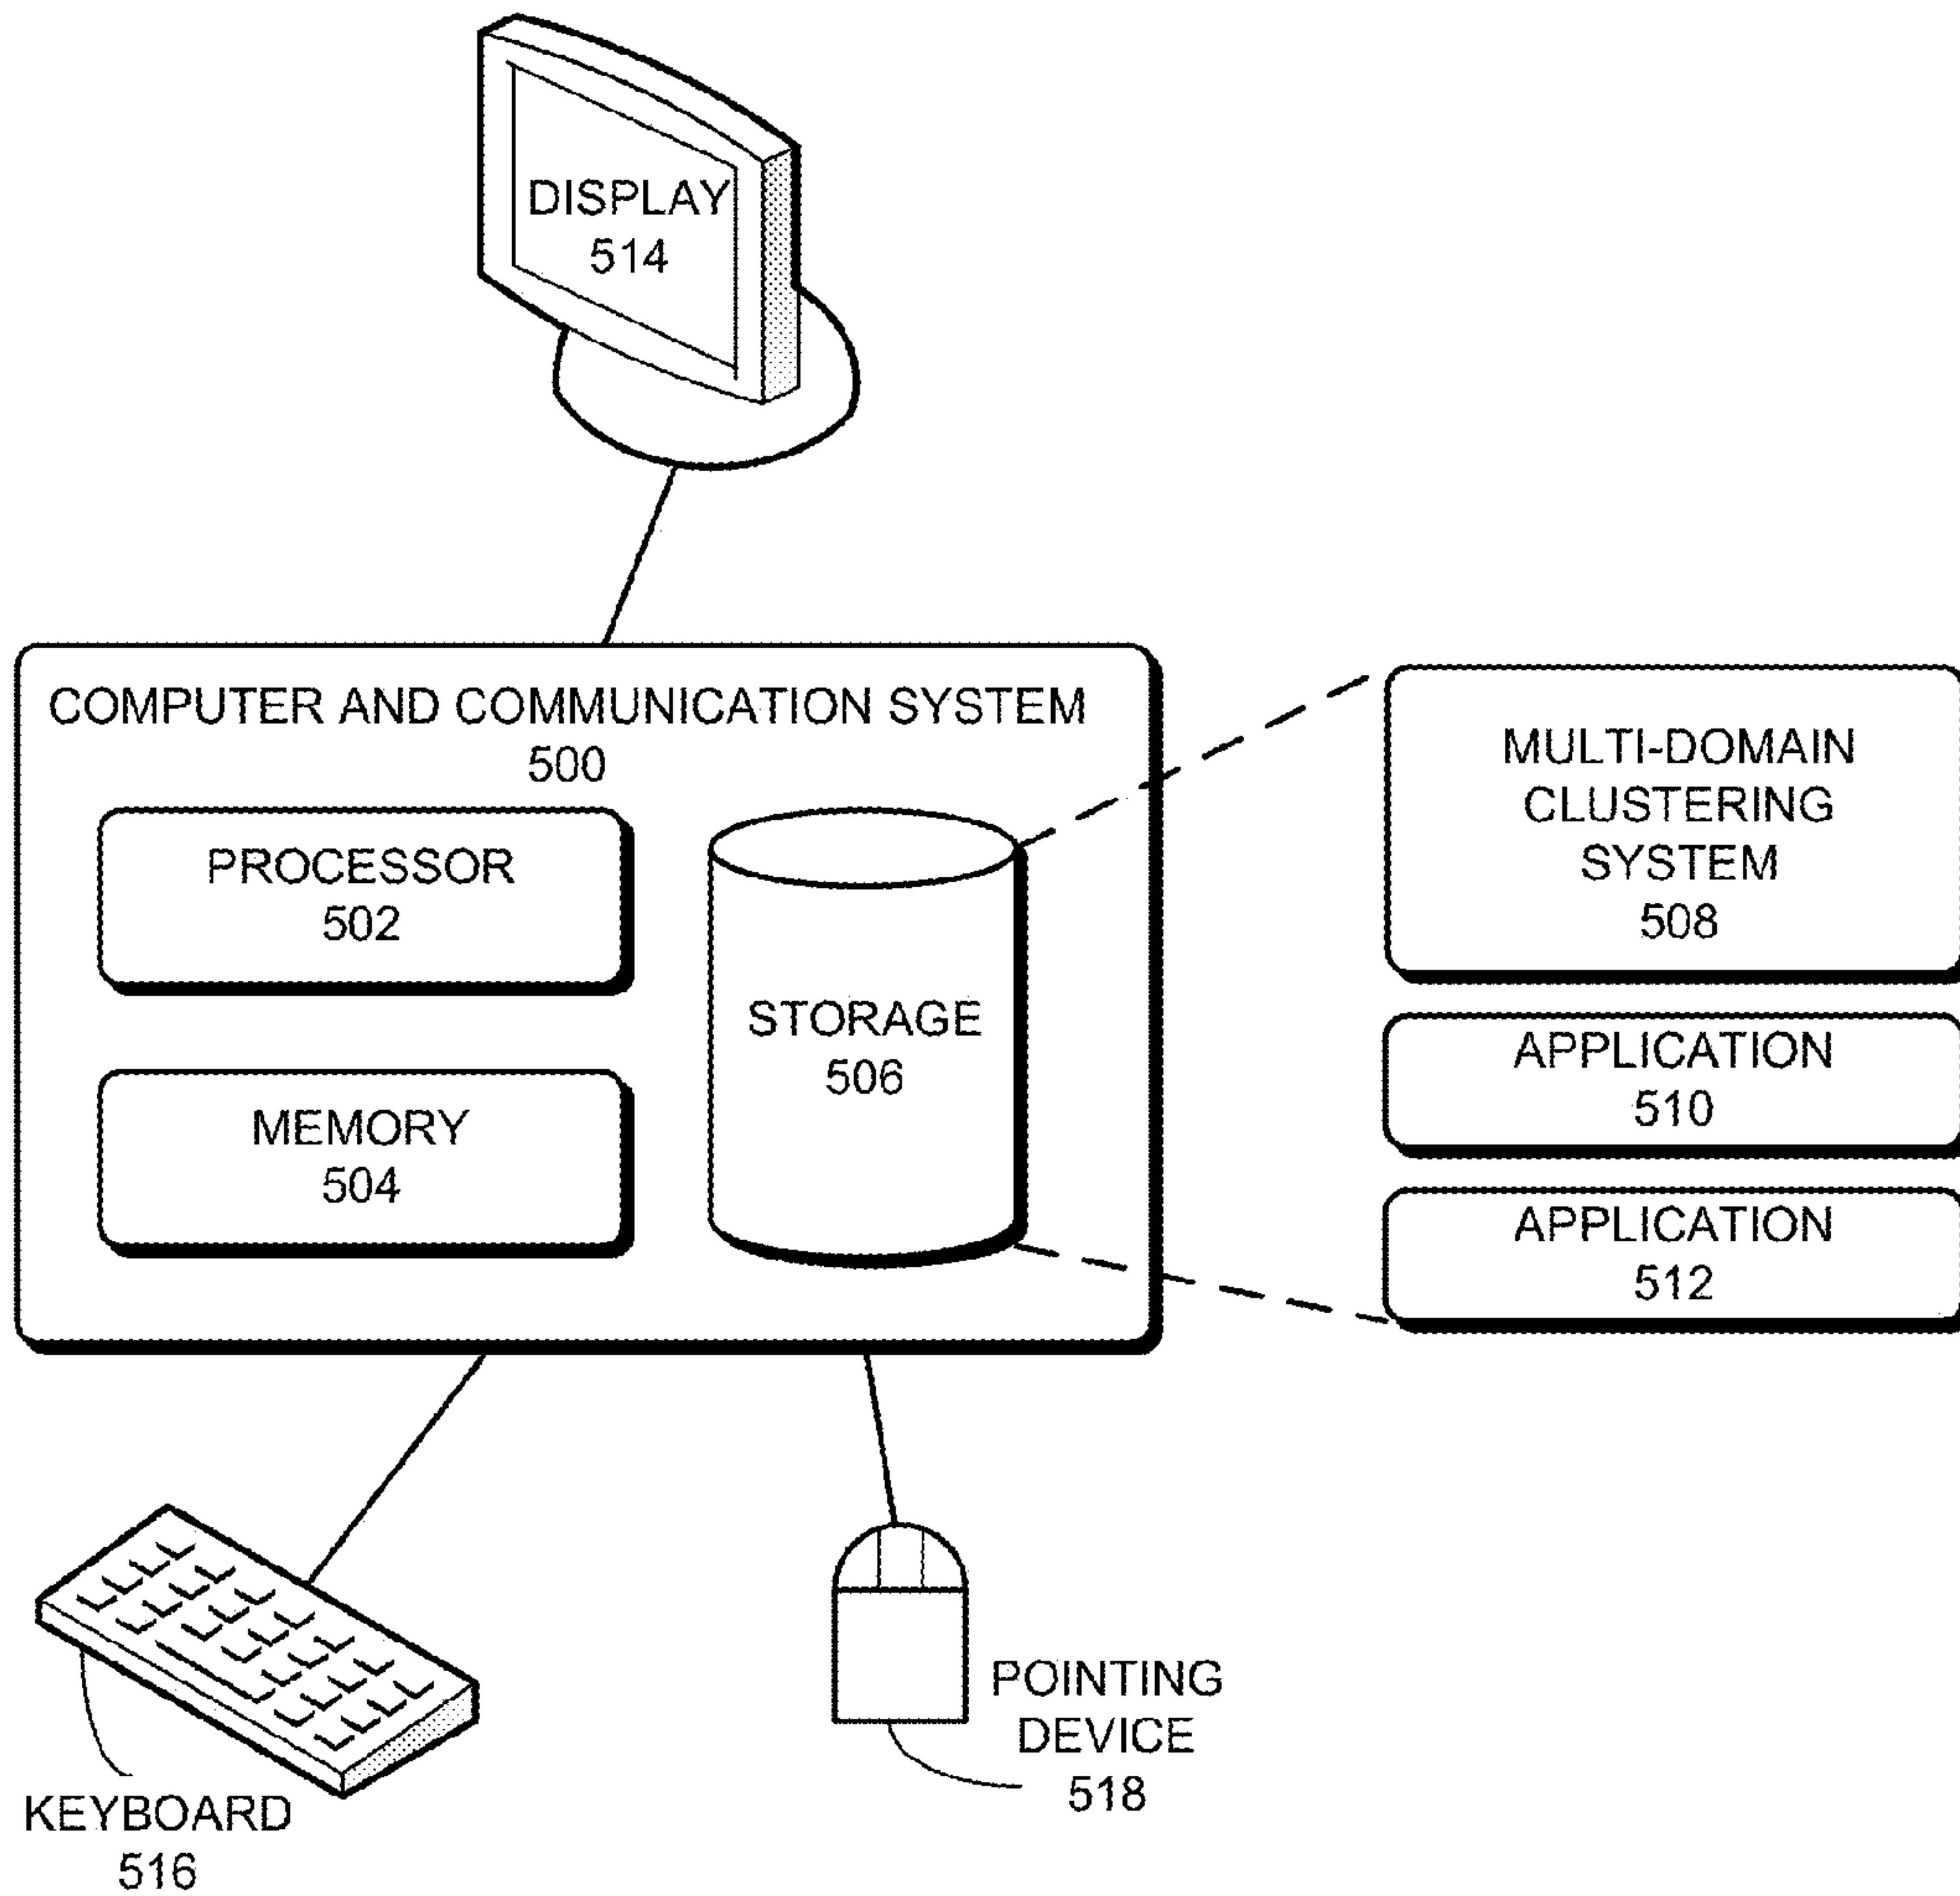 DISPLAY
514
COMPUTER AND COMMUNICATION SYSTEM
500
PROCESSOR
502
MEMORY
504
STORAGE
506
MULTI-DOMAIN
CLUSTERING
SYSTEM
508
APPLICATION
510
APPLICATION
512
KEYBOARD
516
POINTING
DEVICE
518